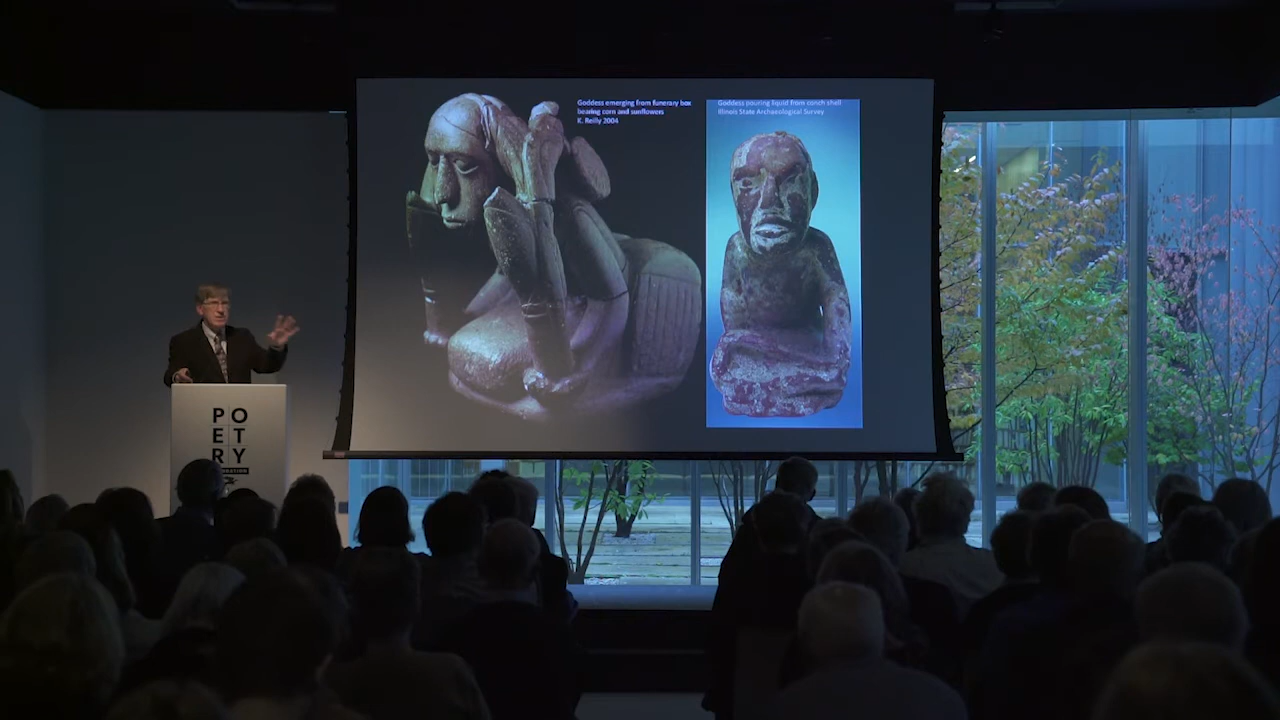 Goddess emerging from funerary box
bearing corn and sunflowers
K. Reilly 2004
Goddess pouring liquid from conch shell
Illinois State Archaeological Survey
PO
ET
RY